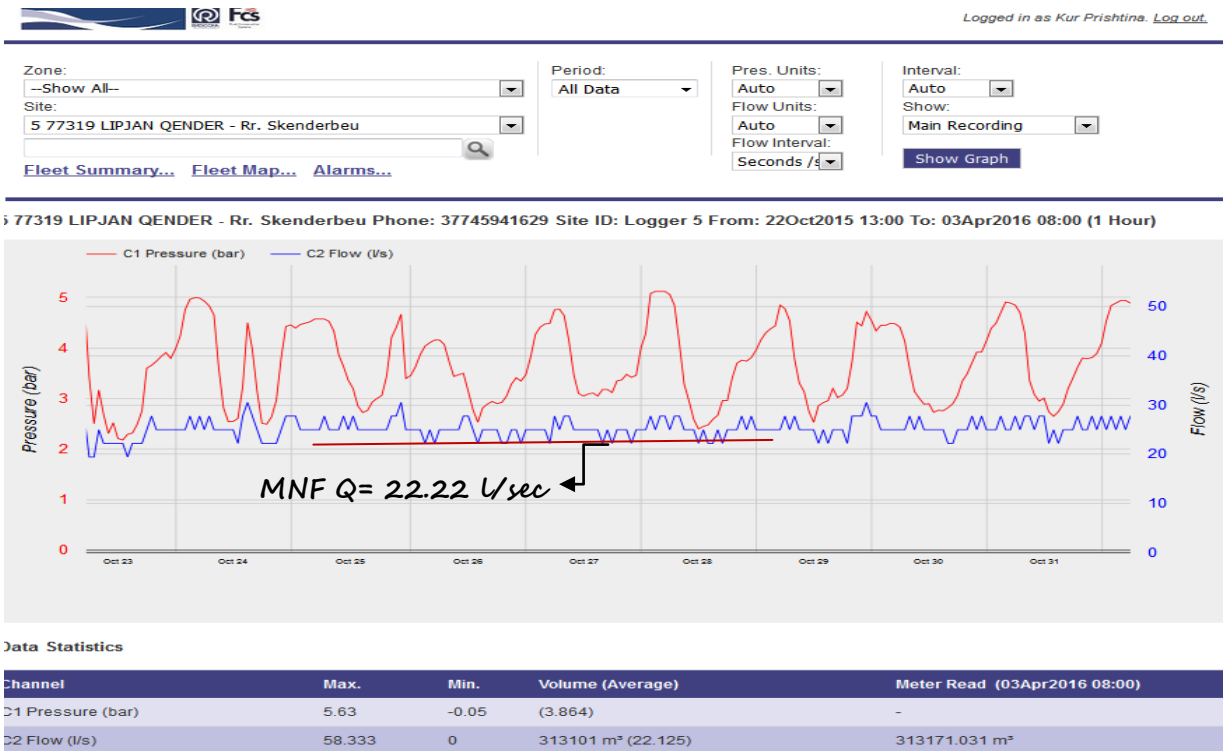 Fcs
Logged in as Kur Prishtina. Log out.
Zone:
--Show All--
Period:
All Data
Pres. Units:
Auto
Interval:
Auto
Site:
5 77319 LIPJAN QENDER - Rr. Skenderbeu
Flow Units:
Auto
Show:
Main Recording
Flow Interval:
Seconds /s
Show Graph
Fleet Summary... Fleet Map... Alarms...
5 77319 LIPJAN QENDER - Rr. Skenderbeu Phone: 37745941629 Site ID: Logger 5 From: 22Oct2015 13:00 To: 03Apr2016 08:00 (1 Hour)
C1 Pressure (bar) C2 Flow (l/s)
Pressure (bar)
5
4
3
2
1
0
50
40
30
20
10
0
Flow (l/s)
MNF Q= 22.22 l/sec
Oct 23 Oct 24 Oct 25 Oct 26 Oct 27 Oct 28 Oct 29 Oct 30 Oct 31
Data Statistics
Channel Max. Min. Volume (Average) Meter Read (03Apr2016 08:00)
C1 Pressure (bar) 5.63 -0.05 (3.864) -
C2 Flow (l/s) 58.333 0 313101 m³ (22.125) 313171.031 m³